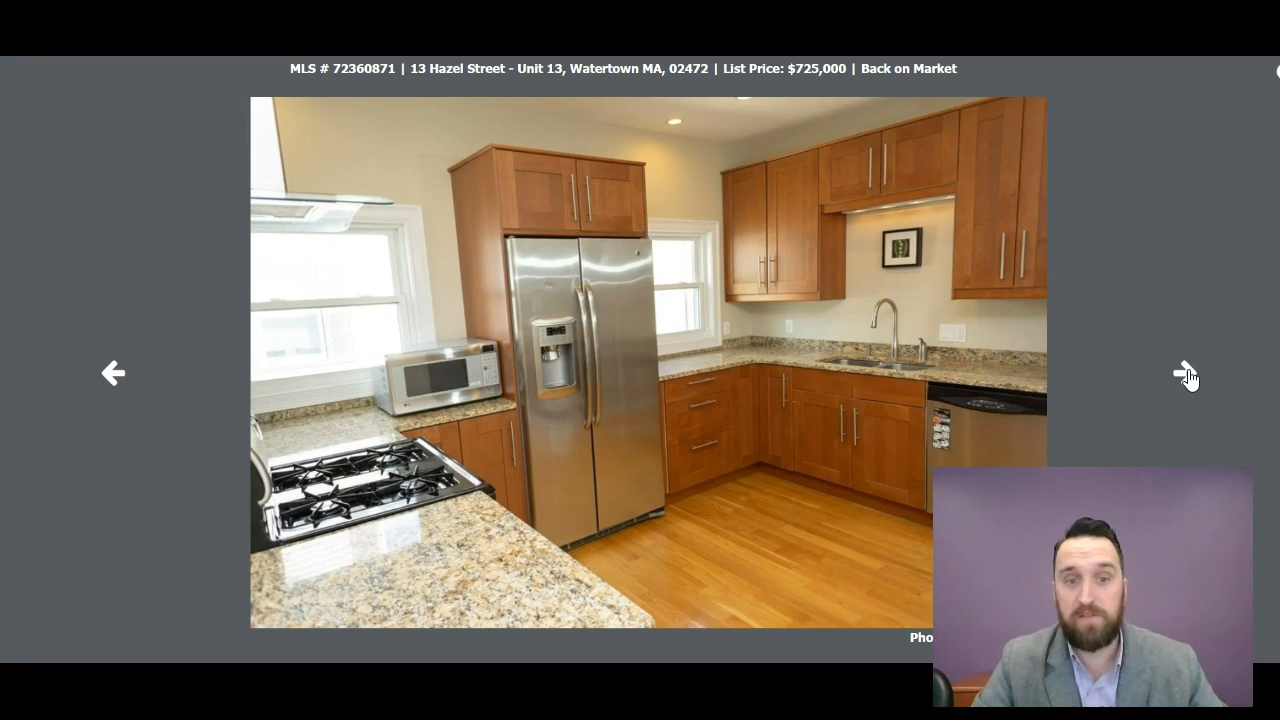 MLS # 72360871 | 13 Hazel Street - Unit 13, Watertown MA, 02472 | List Price: $725,000 | Back on Market
Pho